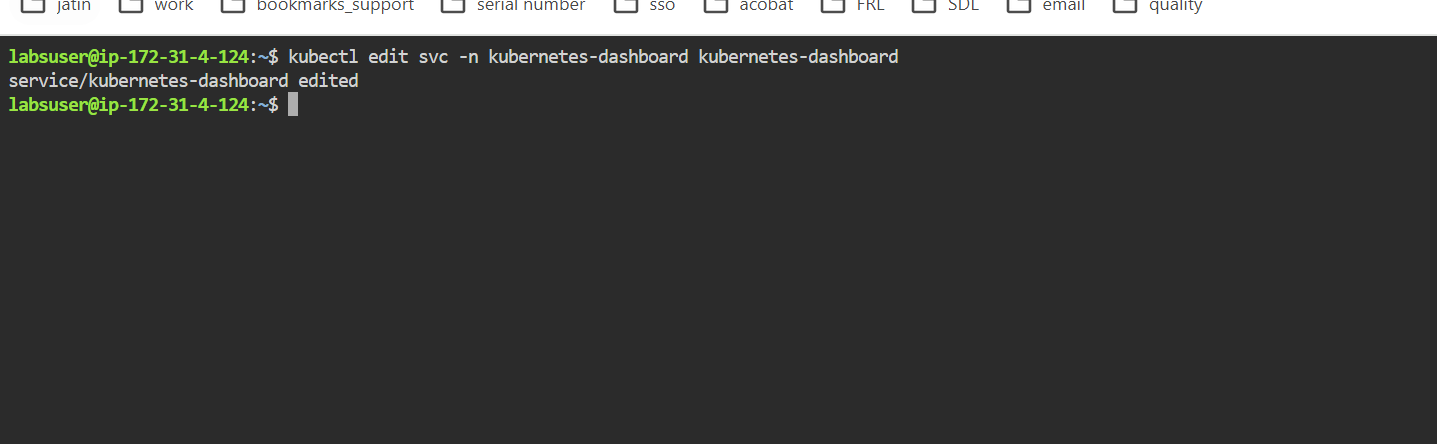 jatin work bookmarks_support serial number sso acobat FRL SDL email quality
labsuser@ip-172-31-4-124:~$ kubectl edit svc -n kubernetes-dashboard kubernetes-dashboard
service/kubernetes-dashboard edited
labsuser@ip-172-31-4-124:~$